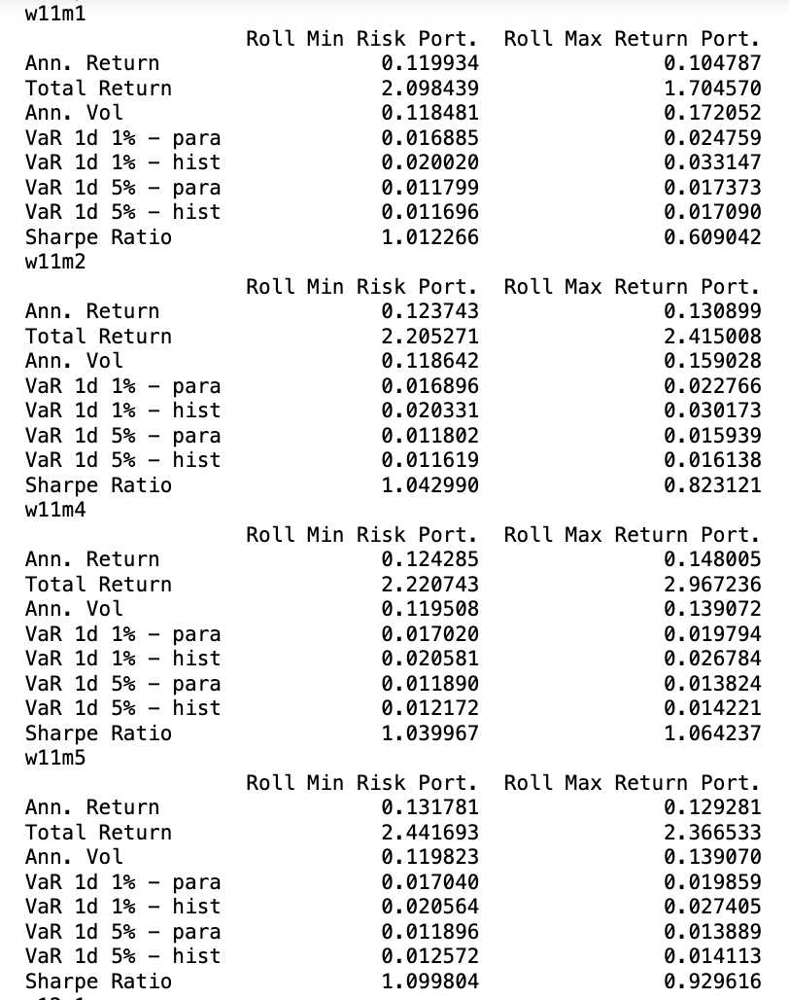 w11m1
Roll Min Risk Port. Roll Max Return Port.
Ann. Return 0.119934 0.104787
Total Return 2.098439 1.704570
Ann. Vol 0.118481 0.172052
VaR 1d 1% – para 0.016885 0.024759
VaR 1d 1% – hist 0.020020 0.033147
VaR 1d 5% – para 0.011799 0.017373
VaR 1d 5% – hist 0.011696 0.017090
Sharpe Ratio 1.012266 0.609042
w11m2
Roll Min Risk Port. Roll Max Return Port.
Ann. Return 0.123743 0.130899
Total Return 2.205271 2.415008
Ann. Vol 0.118642 0.159028
VaR 1d 1% – para 0.016896 0.022766
VaR 1d 1% – hist 0.020331 0.030173
VaR 1d 5% – para 0.011802 0.015939
VaR 1d 5% – hist 0.011619 0.016138
Sharpe Ratio 1.042990 0.823121
w11m4
Roll Min Risk Port. Roll Max Return Port.
Ann. Return 0.124285 0.148005
Total Return 2.220743 2.967236
Ann. Vol 0.119508 0.139072
VaR 1d 1% – para 0.017020 0.019794
VaR 1d 1% – hist 0.020581 0.026784
VaR 1d 5% – para 0.011890 0.013824
VaR 1d 5% – hist 0.012172 0.014221
Sharpe Ratio 1.039967 1.064237
w11m5
Roll Min Risk Port. Roll Max Return Port.
Ann. Return 0.131781 0.129281
Total Return 2.441693 2.366533
Ann. Vol 0.119823 0.139070
VaR 1d 1% – para 0.017040 0.019859
VaR 1d 1% – hist 0.020564 0.027405
VaR 1d 5% – para 0.011896 0.013889
VaR 1d 5% – hist 0.012572 0.014113
Sharpe Ratio 1.099804 0.929616